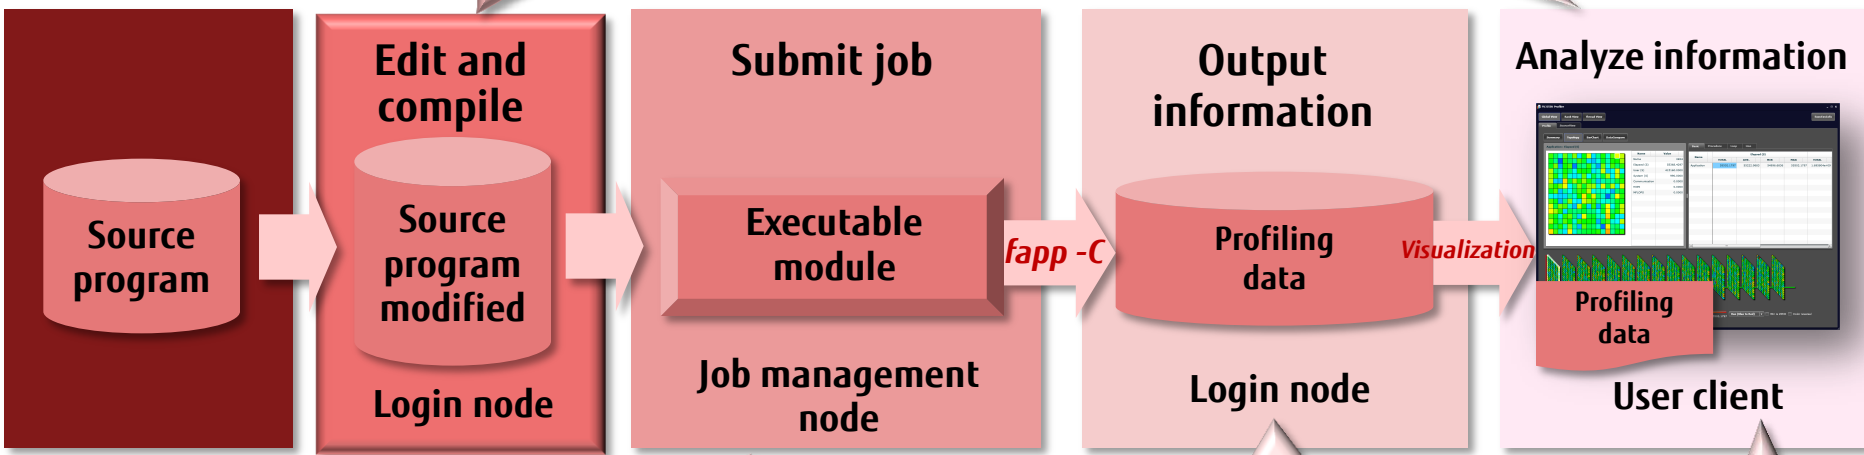 Source
program
Edit and
compile
Source
program
modified
Login node
Submit job
Executable
module
Job management
node
fapp -C
Output
information
Profiling
data
Login node
Visualization
Analyze information
Profiling
data
User client